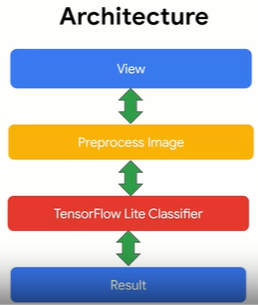 Architecture
View
Preprocess Image
TensorFlow Lite Classifier
Result